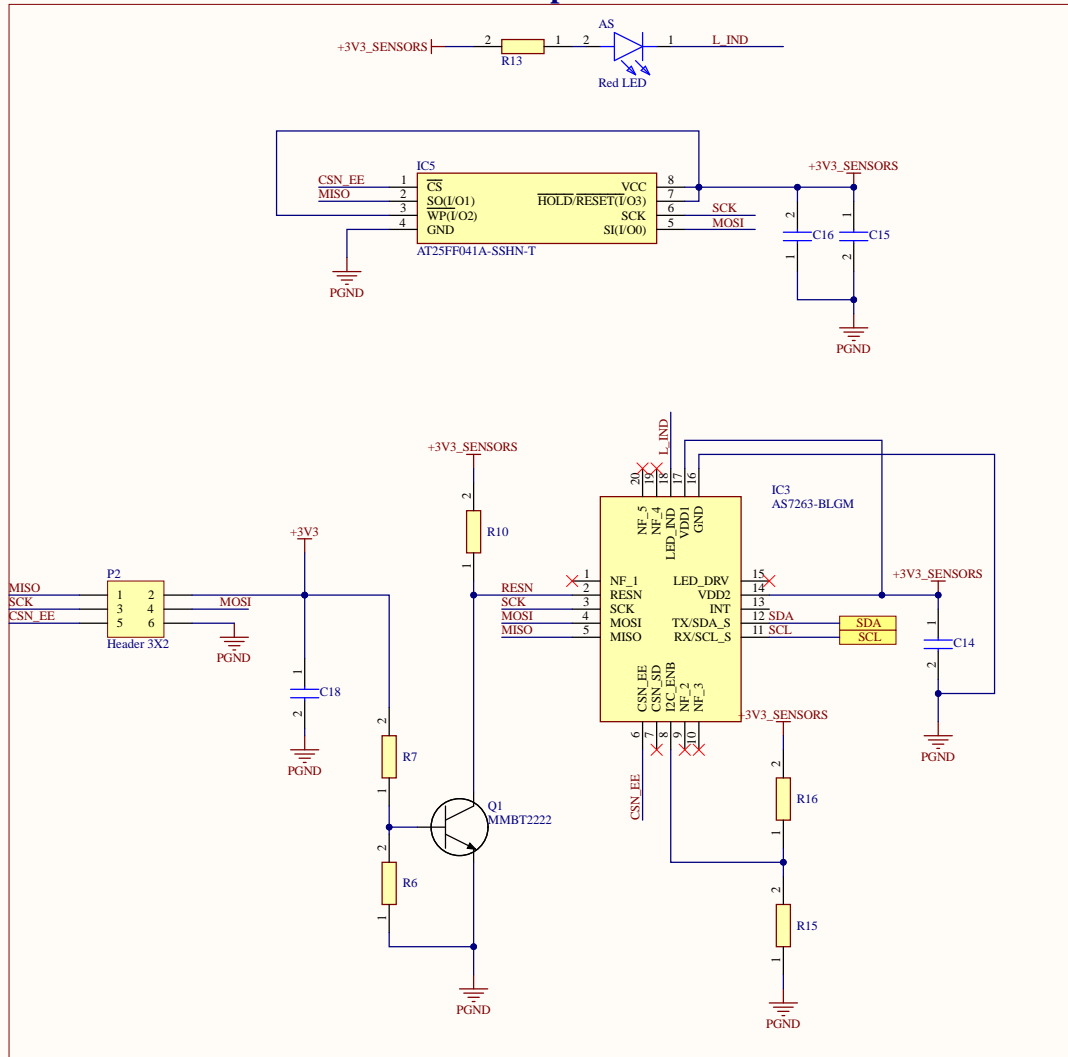 AS
+3V3_SENSORS 2 R13 1 2 1 L_IND
Red LED
IC5
+3V3_SENSORS
CSN_EE 1 CS VCC 8
MISO 2 SO(I/O1) HOLD/RESET(I/O3) 7
3 WP(I/O2) SCK 6 SCK
4 GND SI(I/O0) 5 MOSI
AT25FF041A-SSHN-T
2 C16 1
1 C15 2
PGND
PGND
+3V3_SENSORS
2 R10 1
L_IND
20 19 18 17 16
NF_5 NF_4 LED_IND VDD1 GND
IC3
AS7263-BLGM
+3V3
P2
MISO 1 2
SCK 3 4 MOSI
CSN_EE 5 6
Header 3X2
PGND
1 NF_1 LED_DRV 15
RESN 2 RESN VDD2 14
SCK 3 SCK INT 13
MOSI 4 MOSI TX/SDA_S 12 SDA SDA
MISO 5 MISO RX/SCL_S 11 SCL SCL
+3V3_SENSORS
1 C14 2
PGND
CSN_EE CSN_SD I2C_ENB NF_2 NF_3
6 7 8 9 10
CSN_EE
1 C18 2
PGND
2 R7 1
Q1
MMBT2222
2 R6 1
PGND
+3V3_SENSORS
2 R16 1
2 R15 1
PGND